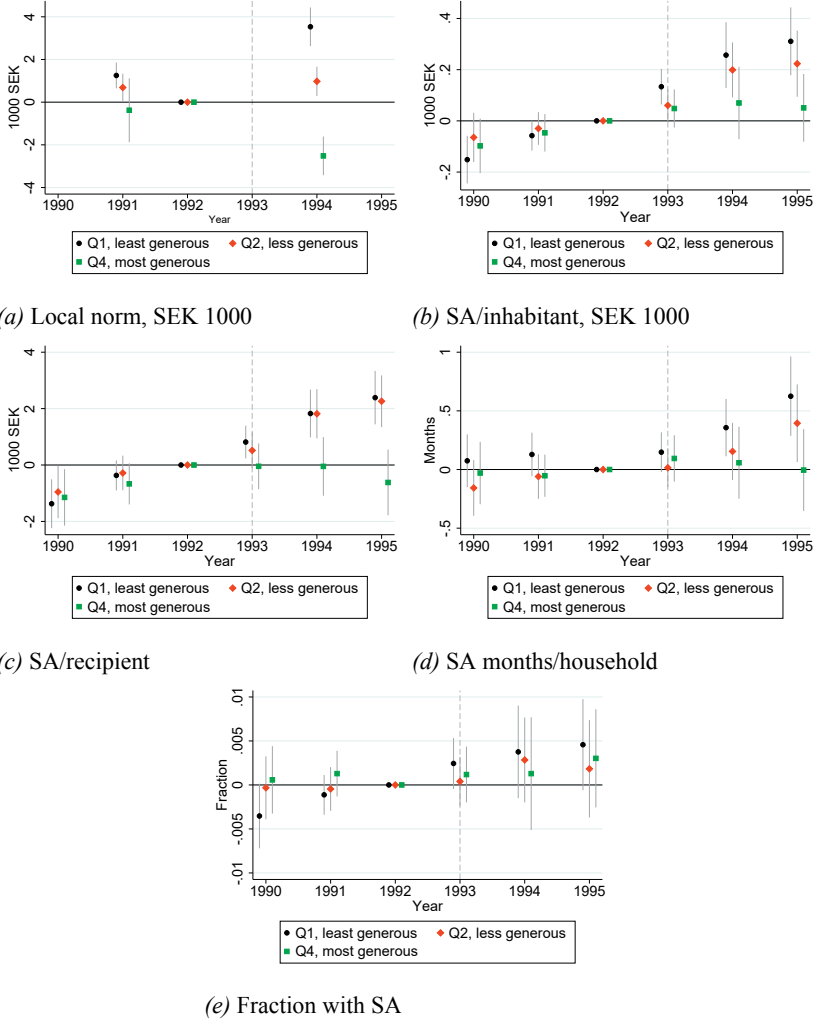 4
2
0
-2
-4
1000 SEK
1990 1991 1992 1993 1994 1995
Year
Q1, least generous Q2, less generous
Q4, most generous
(a) Local norm, SEK 1000
.4
.2
0
-.2
1000 SEK
1990 1991 1992 1993 1994 1995
Year
Q1, least generous Q2, less generous
Q4, most generous
(b) SA/inhabitant, SEK 1000
4
2
0
-2
1000 SEK
1990 1991 1992 1993 1994 1995
Year
Q1, least generous Q2, less generous
Q4, most generous
(c) SA/recipient
1
.5
0
-.5
Months
1990 1991 1992 1993 1994 1995
Year
Q1, least generous Q2, less generous
Q4, most generous
(d) SA months/household
.01
.005
0
-.005
-.01
Fraction
1990 1991 1992 1993 1994 1995
Year
Q1, least generous Q2, less generous
Q4, most generous
(e) Fraction with SA